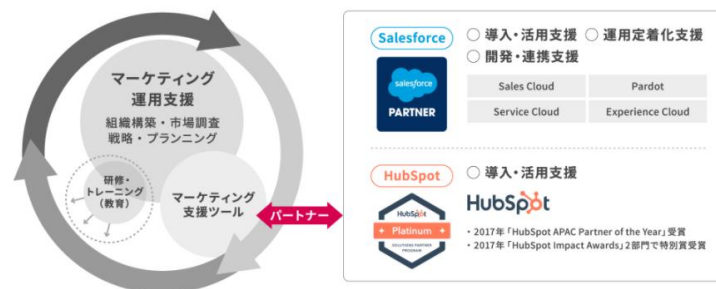 マーケティング
運用支援
組織構築・市場調査
戦略・プランニング
研修・
トレーニング
(教育)
マーケティング
支援ツール
パートナー
Salesforce
○ 導入・活用支援 ○ 運用定着化支援
○ 開発・連携支援
salesforce
PARTNER
Sales Cloud
Pardot
Service Cloud
Experience Cloud
HubSpot
○ 導入・活用支援
HubSpot
Platinum
SOLUTIONS PARTNER
PROGRAM
HubSpot
・2017年「HubSpot APAC Partner of the Year」受賞
・2017年「HubSpot Impact Awards」2部門で特別賞受賞